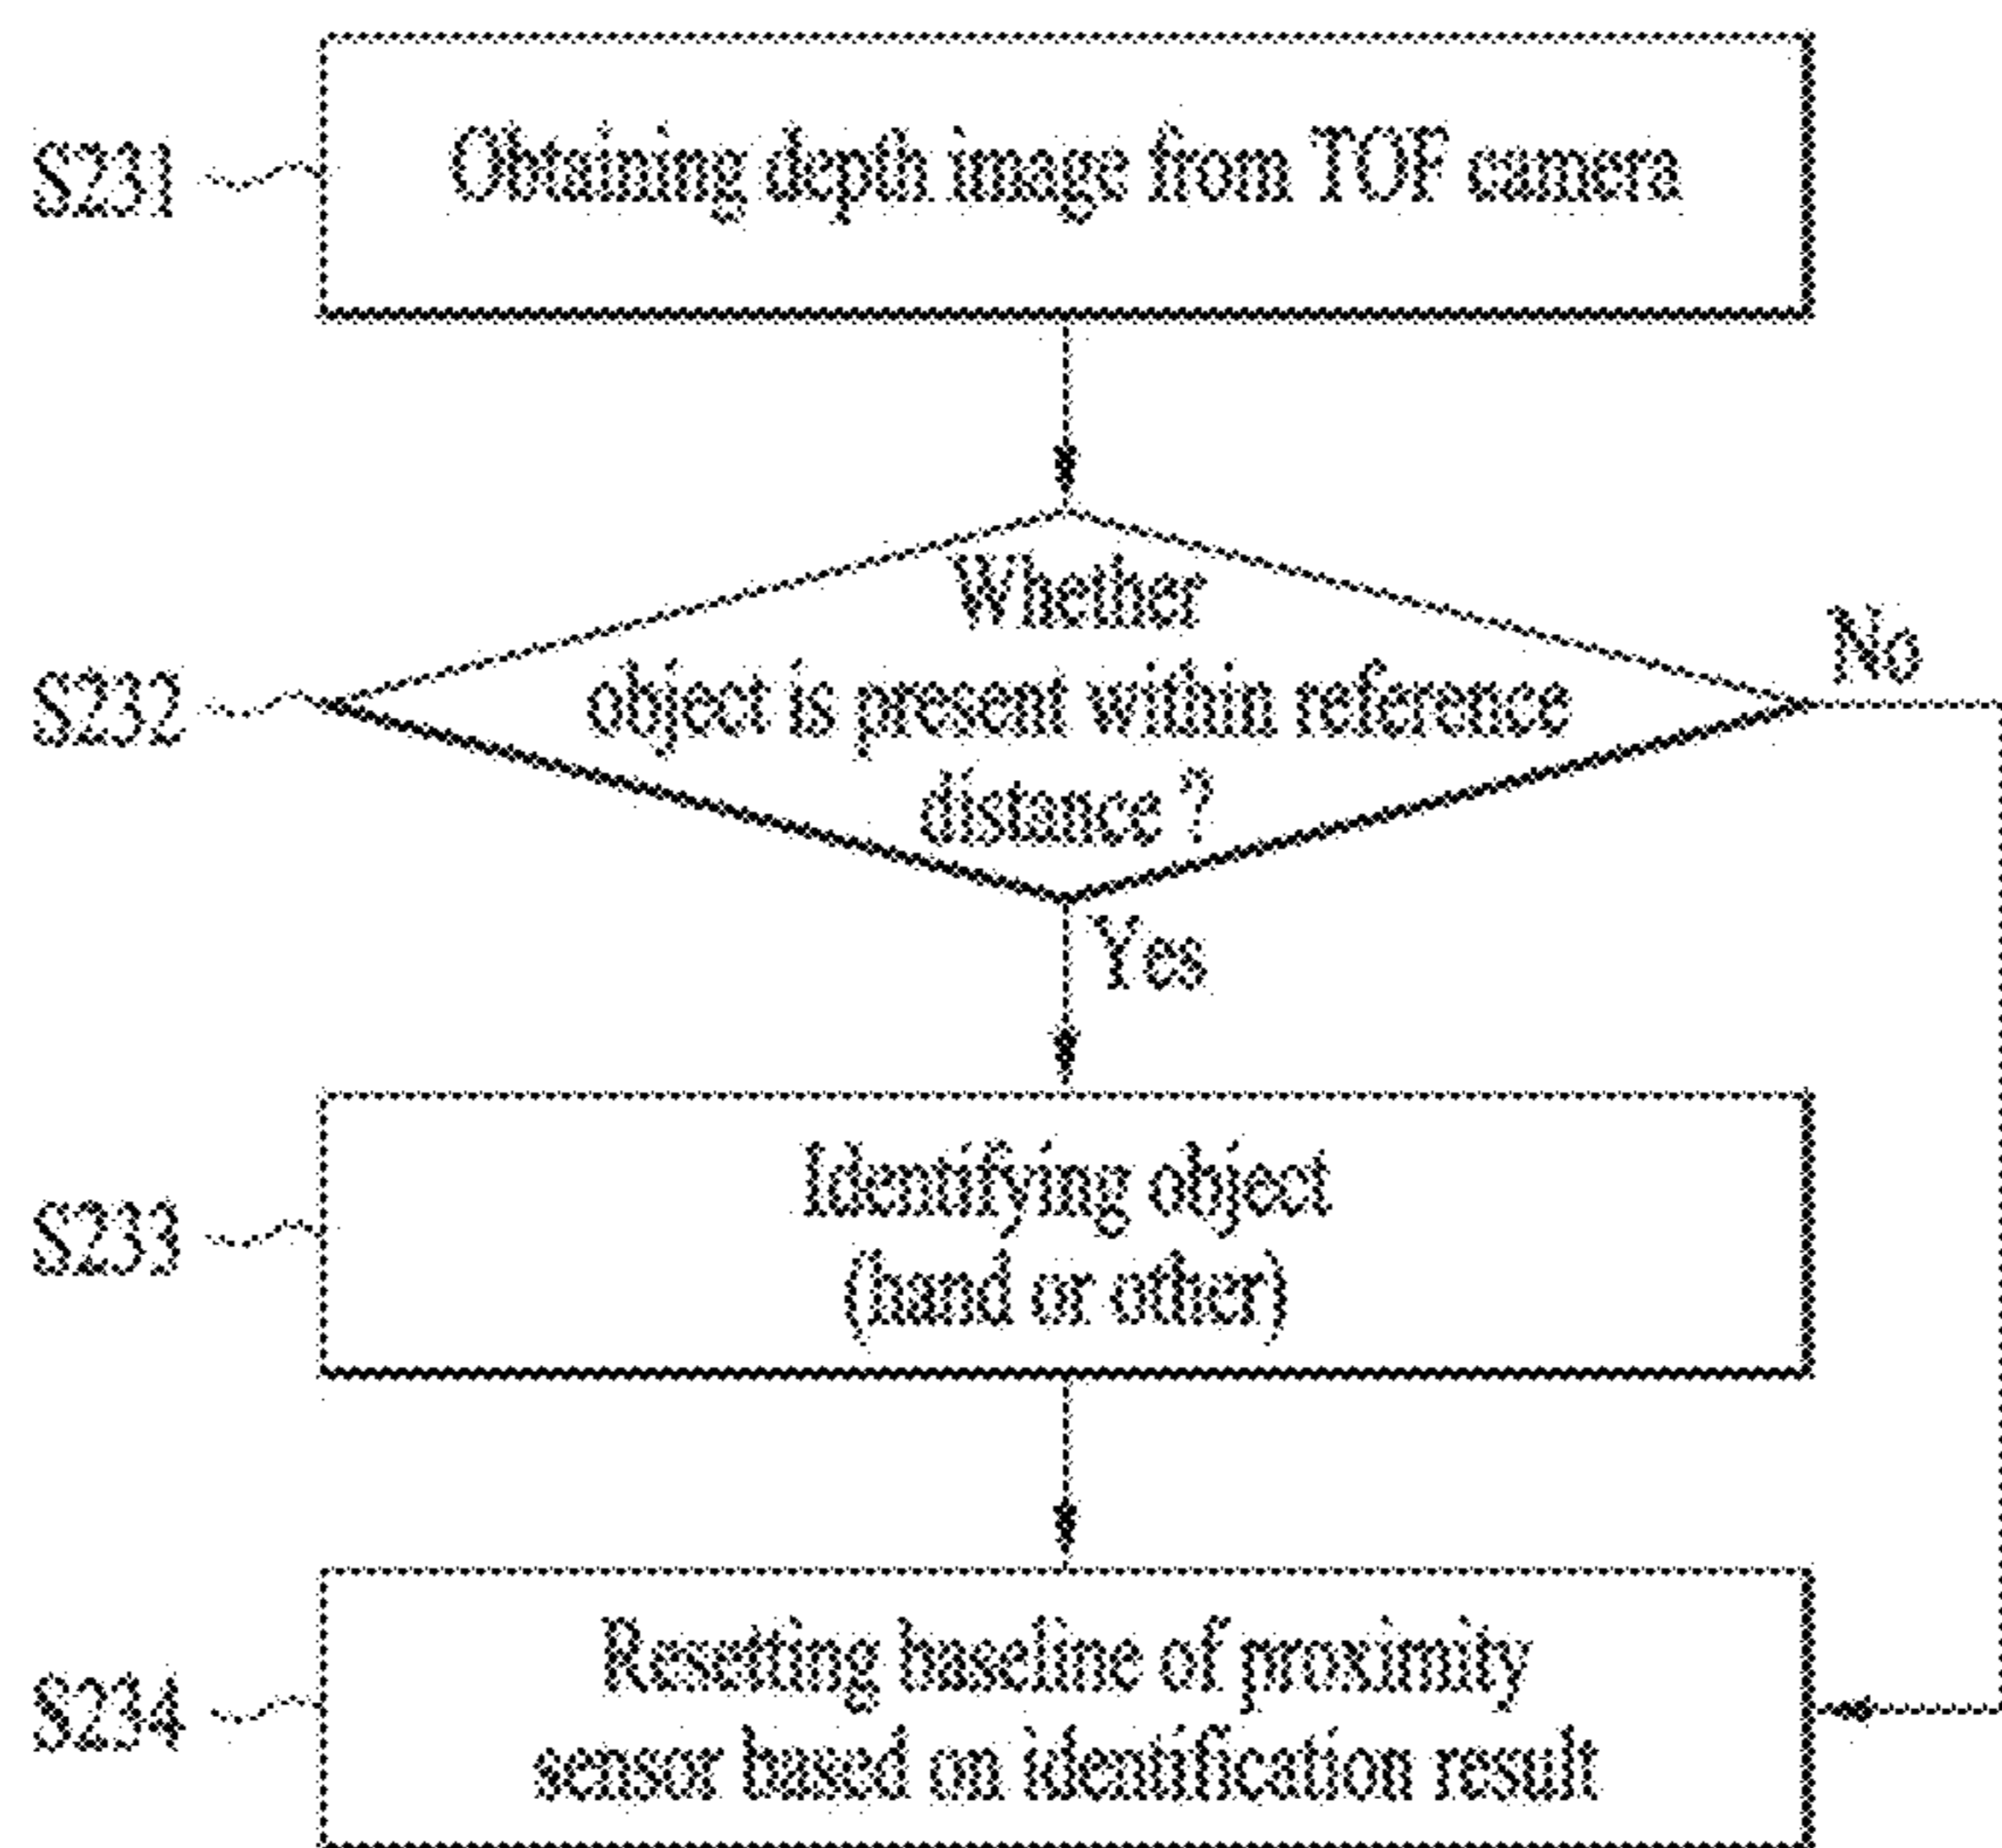 S231
Obtaining depth image from TOF camera
Whether
object is present within reference
distance ?
S232
No
Yes
S233
Identifying object
(hand or other)
S234
Resetting baseline of proximity
sensor based on identification result